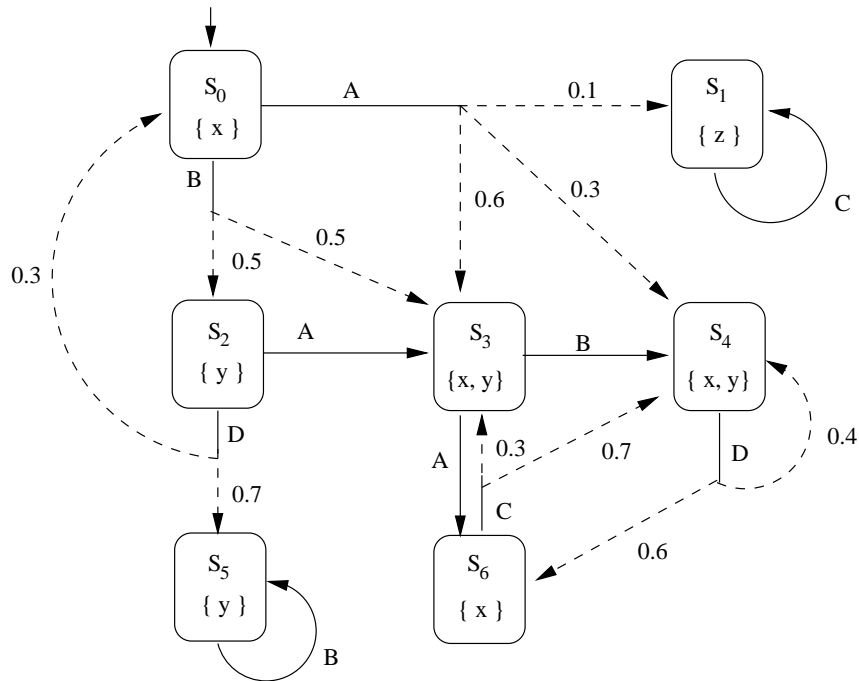 S0
{ x }
A
0.1
S1
{ z }
B
0.6
0.3
C
0.5
0.5
0.3
S2
{ y }
A
S3
{x, y}
B
S4
{ x, y}
D
A
0.3
0.7
D
0.4
0.7
C
0.6
S5
{ y }
S6
{ x }
B